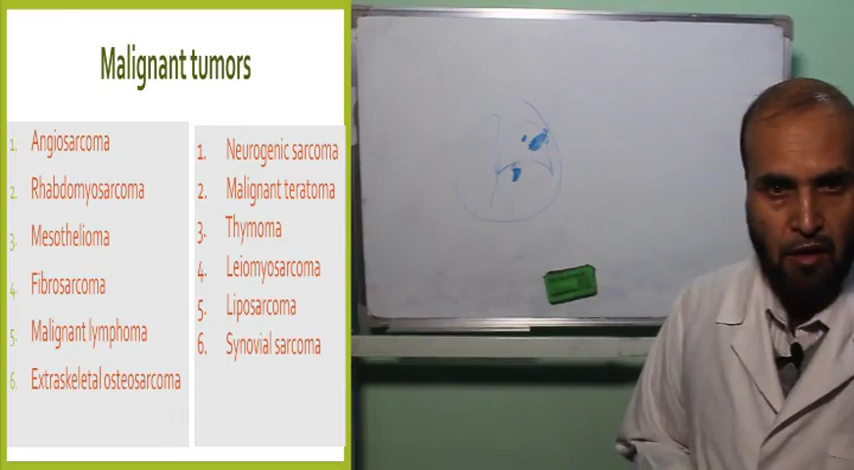 Malignant tumors
1. Angiosarcoma
2. Rhabdomyosarcoma
3. Mesothelioma
4. Fibrosarcoma
5. Malignant lymphoma
6. Extraskeletal osteosarcoma
1. Neurogenic sarcoma
2. Malignant teratoma
3. Thymoma
4. Leiomyosarcoma
5. Liposarcoma
6. Synovial sarcoma